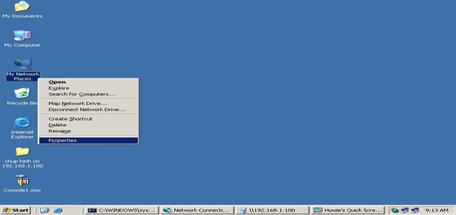 My Documents
My Computer
My Network
Places
Open
Explore
Search for Computers...
Map Network Drive...
Disconnect Network Drive...
Create Shortcut
Delete
Rename
Properties
Recycle Bin
Internet
Explorer
chup hinh on
192.168.1.100
Console1.msc
Start
C:\WINDOWS\sys...
Network Connecti...
\\192.168.1.100
Howie's Quick Scree...
9:13 AM